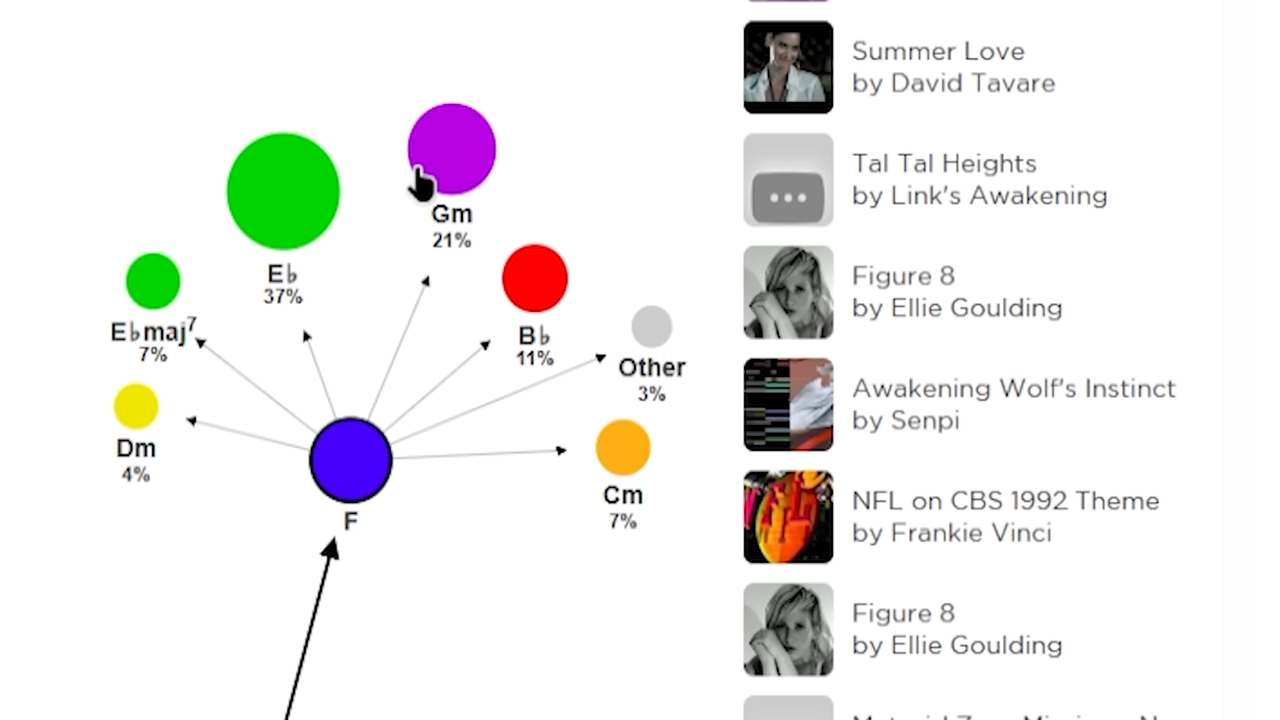 Gm
21%
E♭
37%
E♭maj7
7%
B♭
11%
Other
3%
Dm
4%
Cm
7%
F
Summer Love
by David Tavare
Tal Tal Heights
by Link's Awakening
Figure 8
by Ellie Goulding
Awakening Wolf's Instinct
by Senpi
NFL on CBS 1992 Theme
by Frankie Vinci
Figure 8
by Ellie Goulding